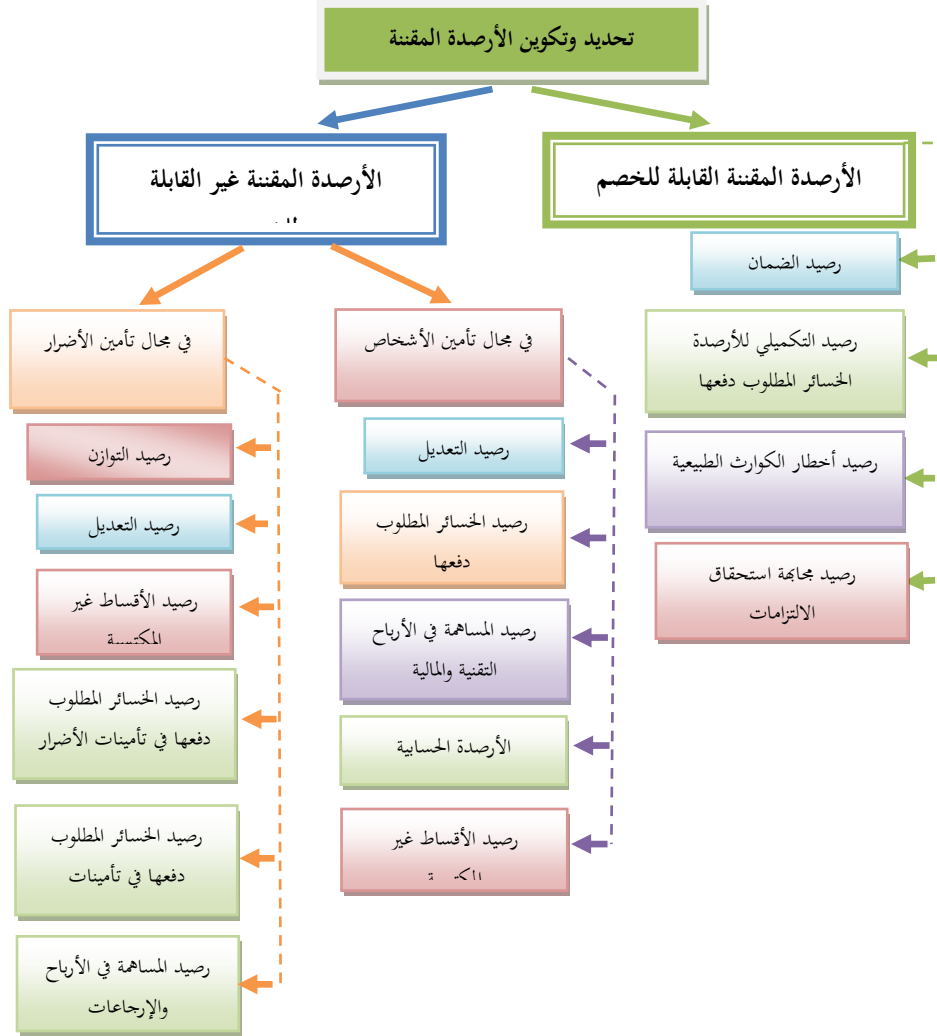 تحديد وتكوين الأرصدة المقننة
الأرصدة المقننة القابلة للخصم
رصيد الضمان
رصيد التكميلي للأرصدة
الخسائر المطلوب دفعها
رصيد أخطار الكوارث الطبيعية
رصيد مجابهة استحقاق
الالتزامات
الأرصدة المقننة غير القابلة
في مجال تأمين الأشخاص
رصيد التعديل
رصيد الخسائر المطلوب
دفعها
رصيد المساهمة في الأرباح
التقنية والمالية
الأرصدة الحسابية
رصيد الأقساط غير
في مجال تأمين الأضرار
رصيد التوازن
رصيد التعديل
رصيد الأقساط غير
المكتسبة
رصيد الخسائر المطلوب
دفعها في تأمينات الأضرار
رصيد الخسائر المطلوب
دفعها في تأمينات
رصيد المساهمة في الأرباح
والإرجاعات